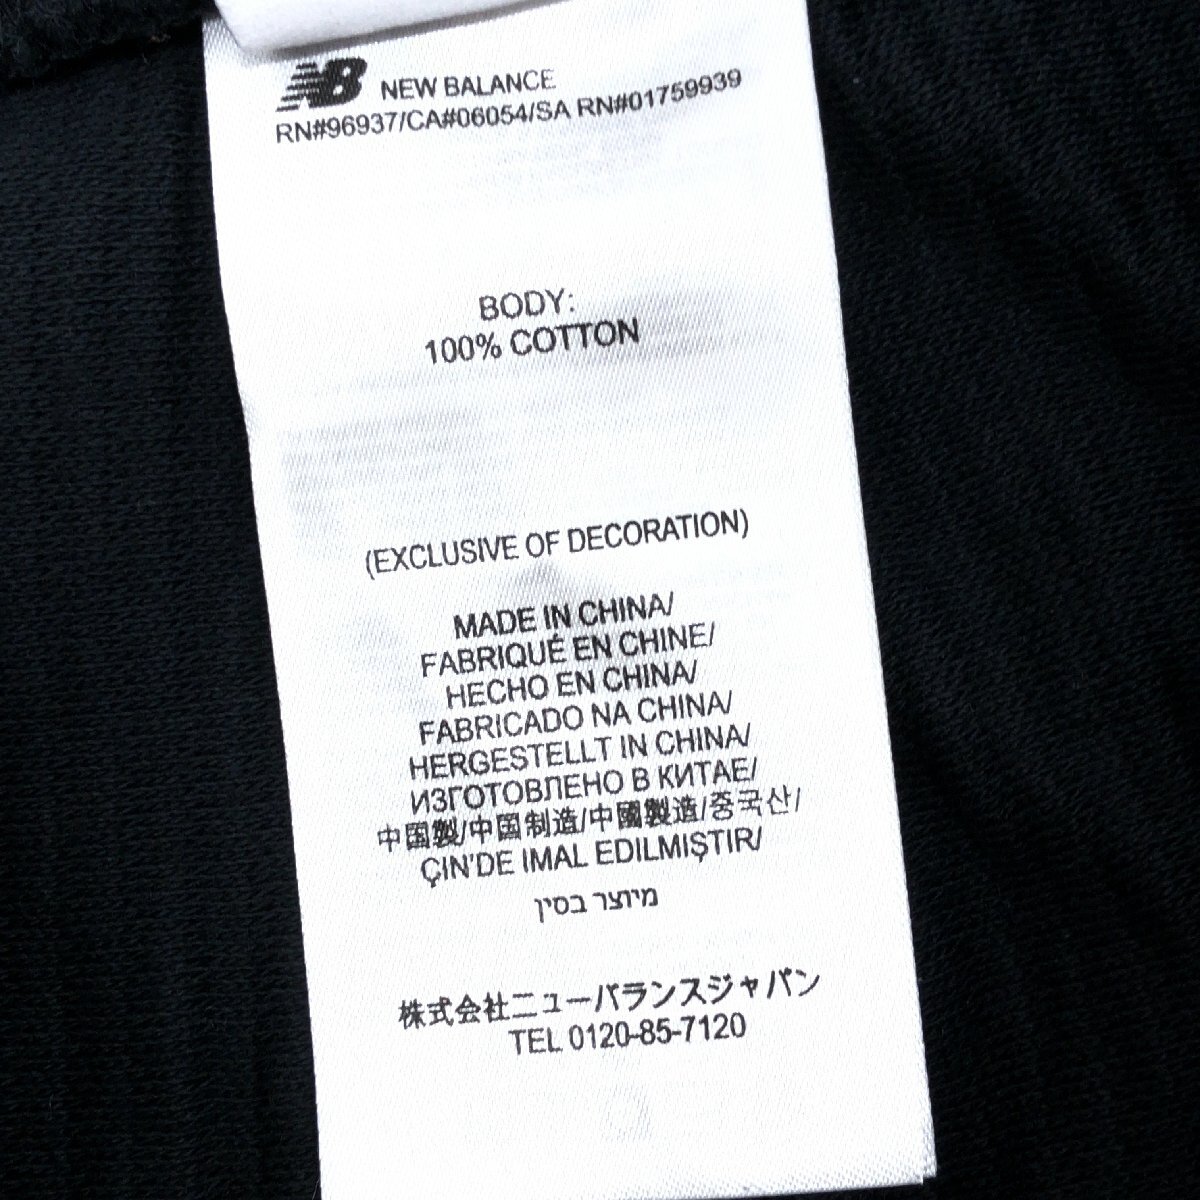 NB NEW BALANCE
RN#96937/CA#06054/SA RN#01759939
BODY:
100% COTTON
(EXCLUSIVE OF DECORATION)
MADE IN CHINA/
FABRIQUÉ EN CHINE/
HECHO EN CHINA/
FABRICADO NA CHINA/
HERGESTELLT IN CHINA/
ИЗГОТОВЛЕНО В КИТАЕ/
中国製/中国制造/中國製造/중국산/
ÇIN'DE IMAL EDILMIŞTIR/
מיוצר בסין
株式会社ニューバランスジャパン
TEL 0120-85-7120